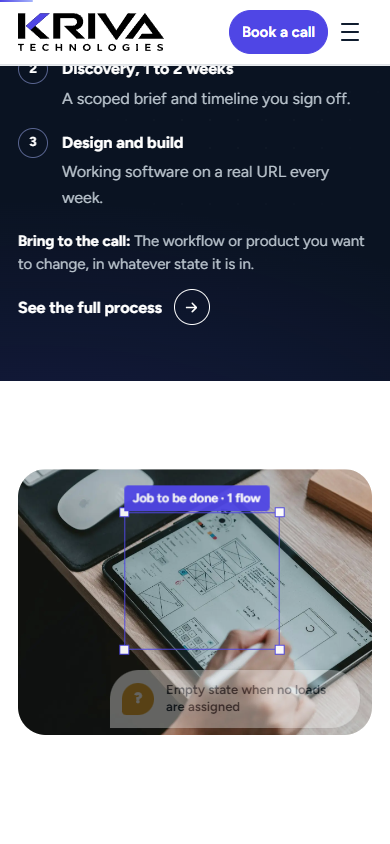 KRIVA
TECHNOLOGIES
Book a call
2 Discovery, 1 to 2 weeks
A scoped brief and timeline you sign off.
3 Design and build
Working software on a real URL every
week.
Bring to the call: The workflow or product you want
to change, in whatever state it is in.
See the full process
Job to be done · 1 flow
? Empty state when no loads
are assigned